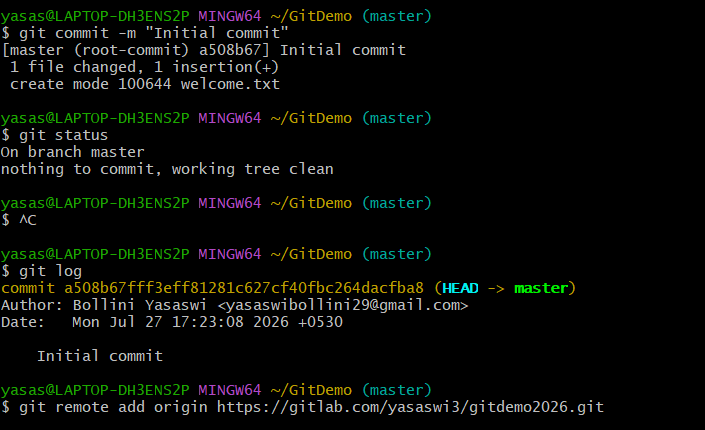 yasas@LAPTOP-DH3ENS2P MINGW64 ~/GitDemo (master)
$ git commit -m "Initial commit"
[master (root-commit) a508b67] Initial commit
 1 file changed, 1 insertion(+)
 create mode 100644 welcome.txt
yasas@LAPTOP-DH3ENS2P MINGW64 ~/GitDemo (master)
$ git status
On branch master
nothing to commit, working tree clean
yasas@LAPTOP-DH3ENS2P MINGW64 ~/GitDemo (master)
$ ^C
yasas@LAPTOP-DH3ENS2P MINGW64 ~/GitDemo (master)
$ git log
commit a508b67fff3eff81281c627cf40fbc264dacfba8 (HEAD -> master)
Author: Bollini Yasaswi <yasaswibollini29@gmail.com>
Date:   Mon Jul 27 17:23:08 2026 +0530
    Initial commit
yasas@LAPTOP-DH3ENS2P MINGW64 ~/GitDemo (master)
$ git remote add origin https://gitlab.com/yasaswi3/gitdemo2026.git